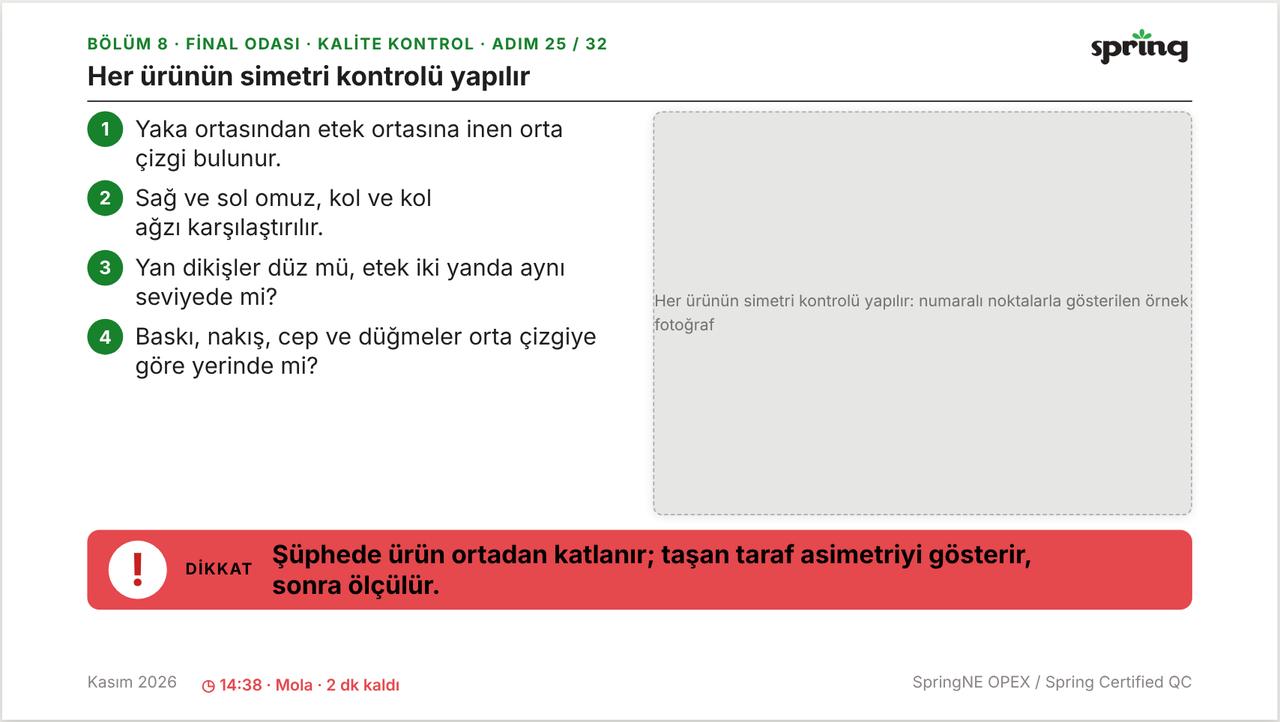 BÖLÜM 8 · FİNAL ODASI · KALİTE KONTROL · ADIM 25 / 32
spring
Her ürünün simetri kontrolü yapılır
1 Yaka ortasından etek ortasına inen orta
çizgi bulunur.
2 Sağ ve sol omuz, kol ve kol
ağzı karşılaştırılır.
3 Yan dikişler düz mü, etek iki yanda aynı
seviyede mi?
4 Baskı, nakış, cep ve düğmeler orta çizgiye
göre yerinde mi?
Her ürünün simetri kontrolü yapılır: numaralı noktalarla gösterilen örnek
fotoğraf
! DİKKAT Şüphede ürün ortadan katlanır; taşan taraf asimetriyi gösterir,
sonra ölçülür.
Kasım 2026 ◷ 14:38 · Mola · 2 dk kaldı SpringNE OPEX / Spring Certified QC